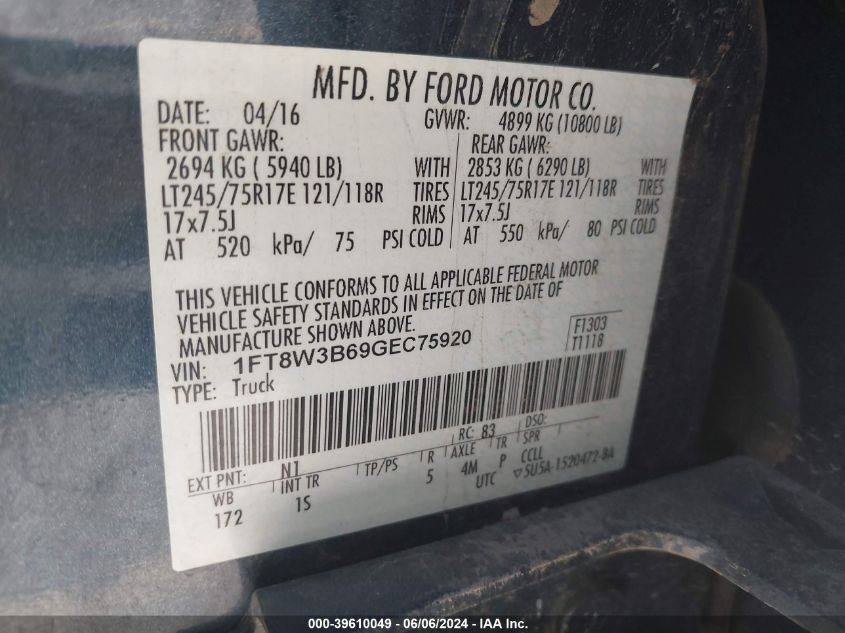 MFD. BY FORD MOTOR CO.
DATE: 04/16 GVWR: 4899 KG (10800 LB)
FRONT GAWR: REAR GAWR:
2694 KG ( 5940 LB) WITH 2853 KG ( 6290 LB) WITH
LT245/75R17E 121/118R TIRES LT245/75R17E 121/118R TIRES
17x7.5J RIMS 17x7.5J RIMS
AT 520 kPa/ 75 PSI COLD AT 550 kPa/ 80 PSI COLD
THIS VEHICLE CONFORMS TO ALL APPLICABLE FEDERAL MOTOR
VEHICLE SAFETY STANDARDS IN EFFECT ON THE DATE OF
MANUFACTURE SHOWN ABOVE.
VIN: 1FT8W3B69GEC75920 F1303
TYPE: Truck T1118
EXT PNT: N1 RC: 83 DSO:
WB INT TR TP/PS R AXLE TR SPR
172 1S 5 4M P CCLL
UTC ▽5U5A-1520472-BA
000-39610049 - 06/06/2024 - IAA Inc.